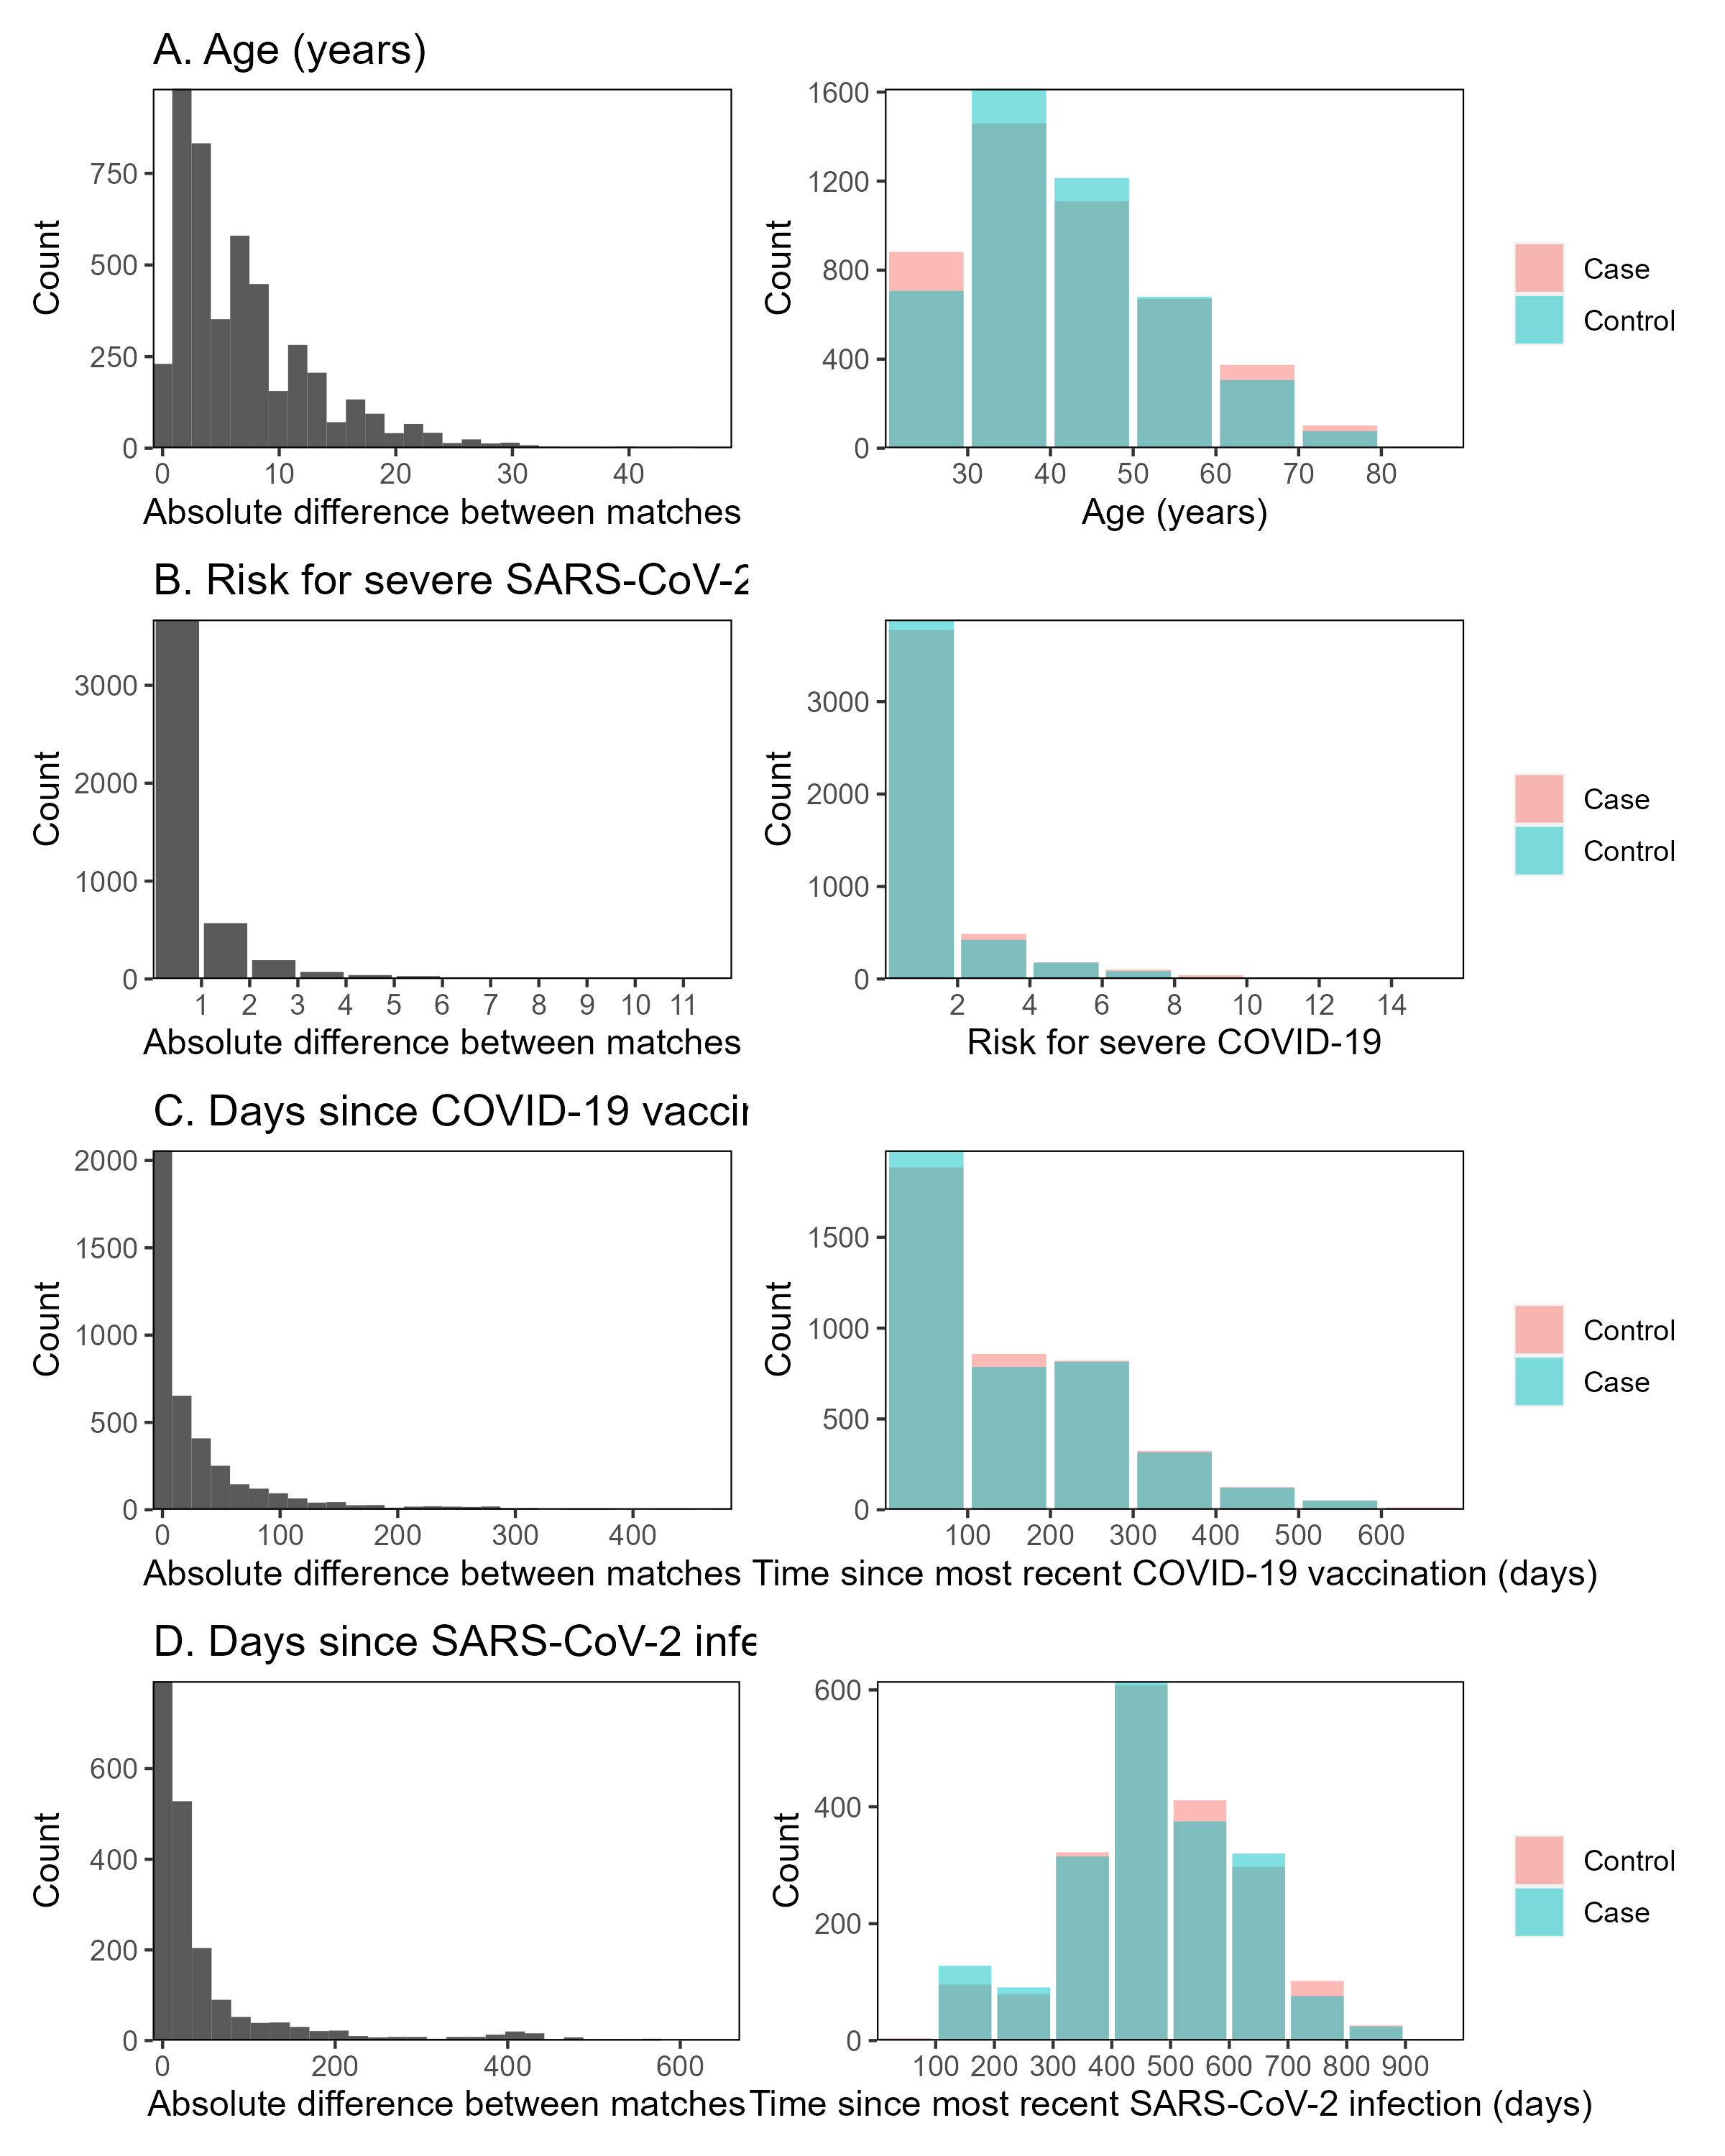 A. Age (years)
750
500
250
0
Count
0 10 20 30 40
Absolute difference between matches
1600
1200
800
400
0
Count
30 40 50 60 70 80
Age (years)
Case
Control
B. Risk for severe SARS-CoV-2
3000
2000
1000
0
Count
1 2 3 4 5 6 7 8 9 10 11
Absolute difference between matches
3000
2000
1000
0
Count
2 4 6 8 10 12 14
Risk for severe COVID-19
Case
Control
C. Days since COVID-19 vaccin
2000
1500
1000
500
0
Count
0 100 200 300 400
Absolute difference between matches
1500
1000
500
0
Count
100 200 300 400 500 600
Time since most recent COVID-19 vaccination (days)
Control
Case
D. Days since SARS-CoV-2 infe
600
400
200
0
Count
0 200 400 600
Absolute difference between matches
600
400
200
0
Count
100 200 300 400 500 600 700 800 900
Time since most recent SARS-CoV-2 infection (days)
Control
Case